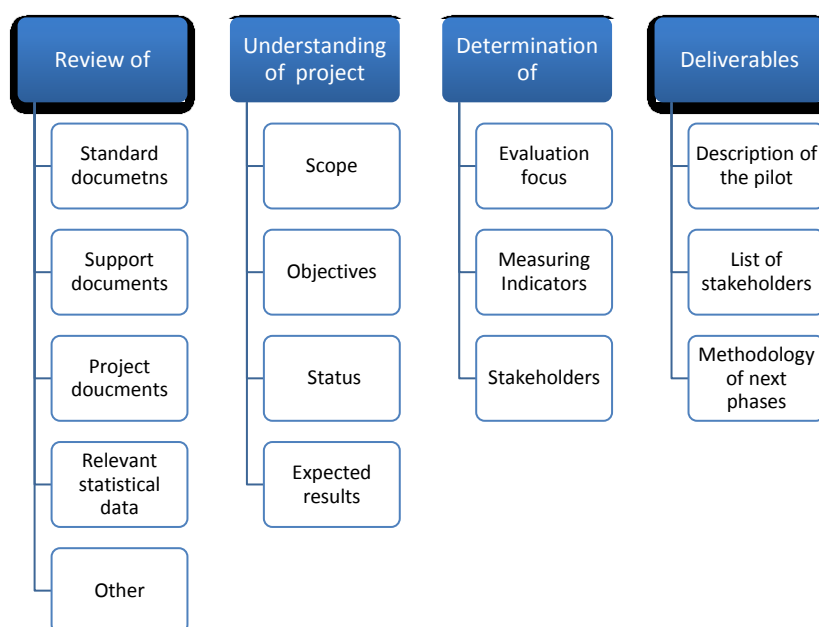 Review of
Standard
documetns
Support
documents
Project
doucments
Relevant
statistical
data
Other
Understanding
of project
Scope
Objectives
Status
Expected
results
Determination
of
Evaluation
focus
Measuring
Indicators
Stakeholders
Deliverables
Description of
the pilot
List of
stakeholders
Methodology
of next
phases